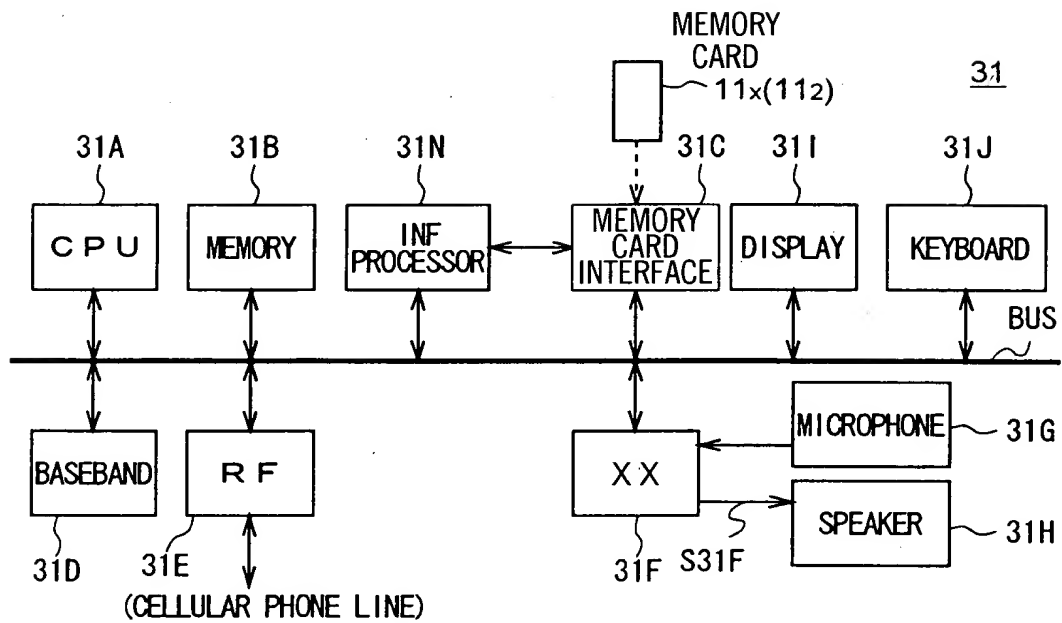 MEMORY
CARD
31
11x(112)
31A
31B
31N
31C
31I
31J
CPU
MEMORY
INF
PROCESSOR
MEMORY
CARD
INTERFACE
DISPLAY
KEYBOARD
BUS
BASEBAND
RF
XX
MICROPHONE
31G
SPEAKER
31H
31D
31E
31F
S31F
(CELLULAR PHONE LINE)